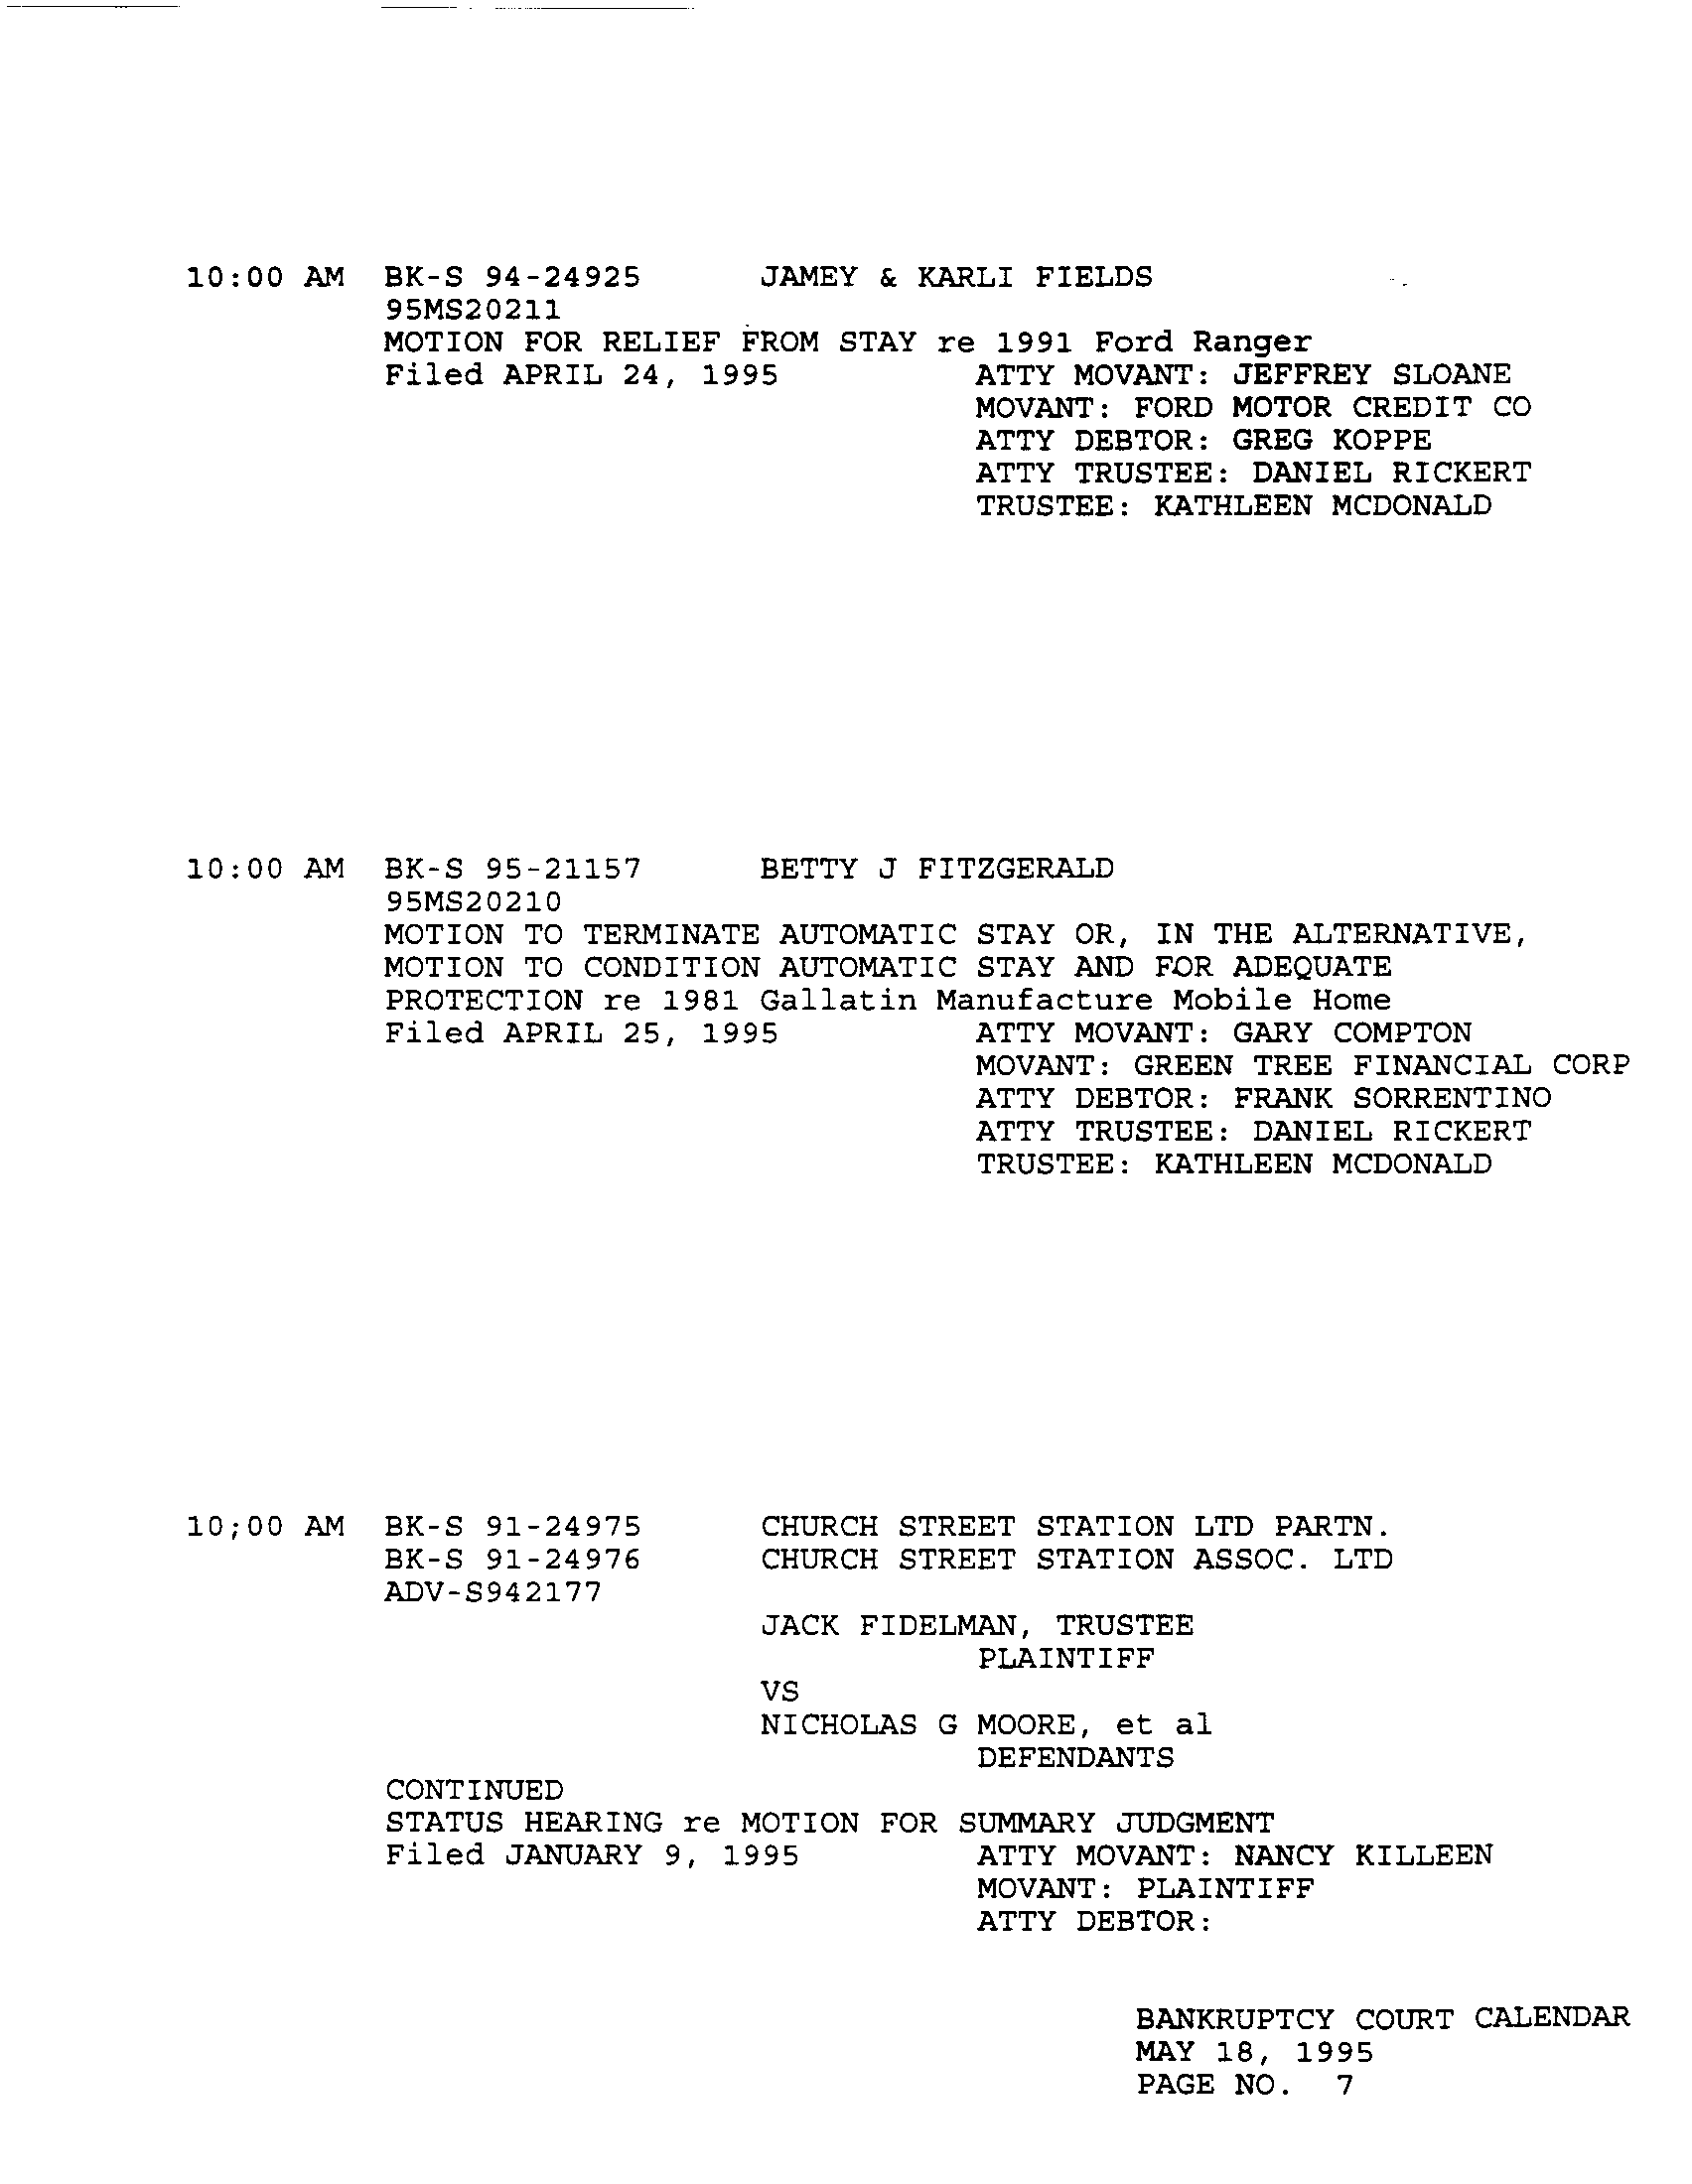 10:00 AM BK-S 94-24925 JAMEY & KARLI FIELDS
95MS20211
MOTION FOR RELIEF FROM STAY re 1991 Ford Ranger
Filed APRIL 24, 1995 ATTY MOVANT: JEFFREY SLOANE
MOVANT: FORD MOTOR CREDIT CO
ATTY DEBTOR: GREG KOPPE
ATTY TRUSTEE: DANIEL RICKERT
TRUSTEE: KATHLEEN MCDONALD
10:00 AM BK-S 95-21157 BETTY J FITZGERALD
95MS20210
MOTION TO TERMINATE AUTOMATIC STAY OR, IN THE ALTERNATIVE,
MOTION TO CONDITION AUTOMATIC STAY AND FOR ADEQUATE
PROTECTION re 1981 Gallatin Manufacture Mobile Home
Filed APRIL 25, 1995 ATTY MOVANT: GARY COMPTON
MOVANT: GREEN TREE FINANCIAL CORP
ATTY DEBTOR: FRANK SORRENTINO
ATTY TRUSTEE: DANIEL RICKERT
TRUSTEE: KATHLEEN MCDONALD
10;00 AM BK-S 91-24975 CHURCH STREET STATION LTD PARTN.
BK-S 91-24976 CHURCH STREET STATION ASSOC. LTD
ADV-S942177
JACK FIDELMAN, TRUSTEE
PLAINTIFF
VS
NICHOLAS G MOORE, et al
DEFENDANTS
CONTINUED
STATUS HEARING re MOTION FOR SUMMARY JUDGMENT
Filed JANUARY 9, 1995 ATTY MOVANT: NANCY KILLEEN
MOVANT: PLAINTIFF
ATTY DEBTOR:
BANKRUPTCY COURT CALENDAR
MAY 18, 1995
PAGE NO. 7